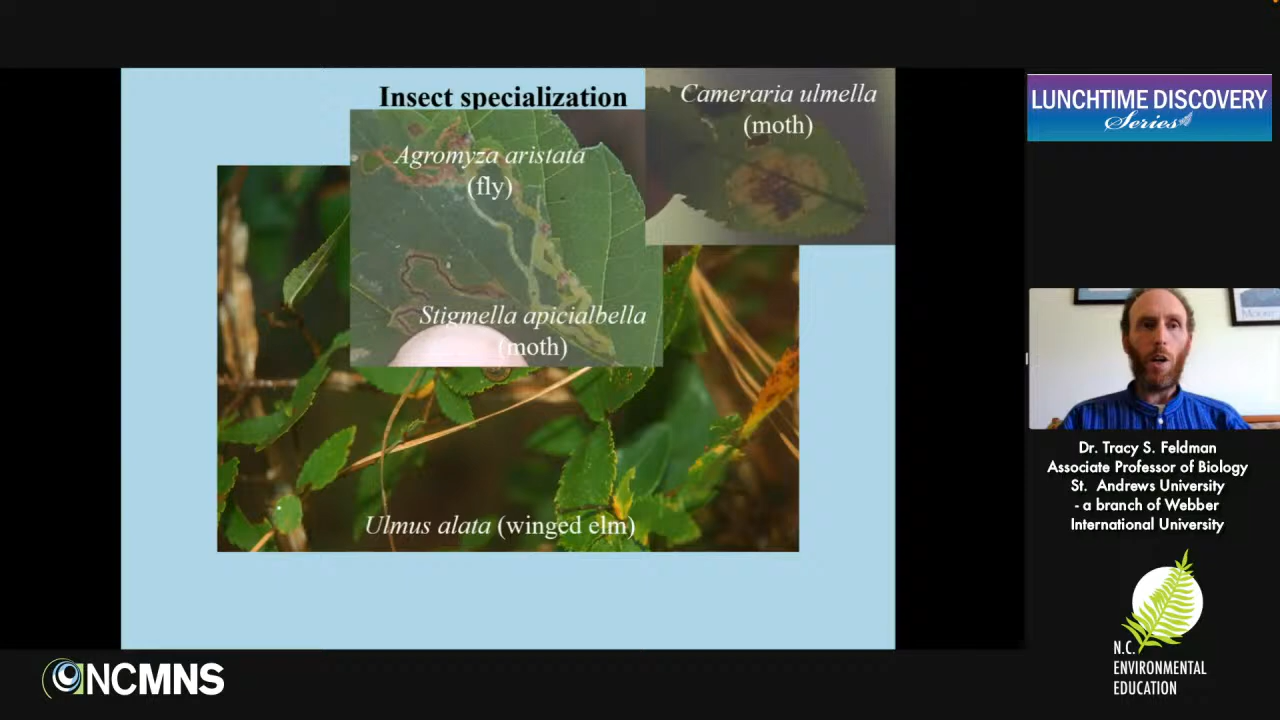 Insect specialization
Cameraria ulmella
(moth)
Agromyza aristata
(fly)
Stigmella apicialbella
(moth)
Ulmus alata (winged elm)
LUNCHTIME DISCOVERY
Series
Dr. Tracy S. Feldman
Associate Professor of Biology
St. Andrews University
- a branch of Webber
International University
N.C.
ENVIRONMENTAL
EDUCATION
NCMNS